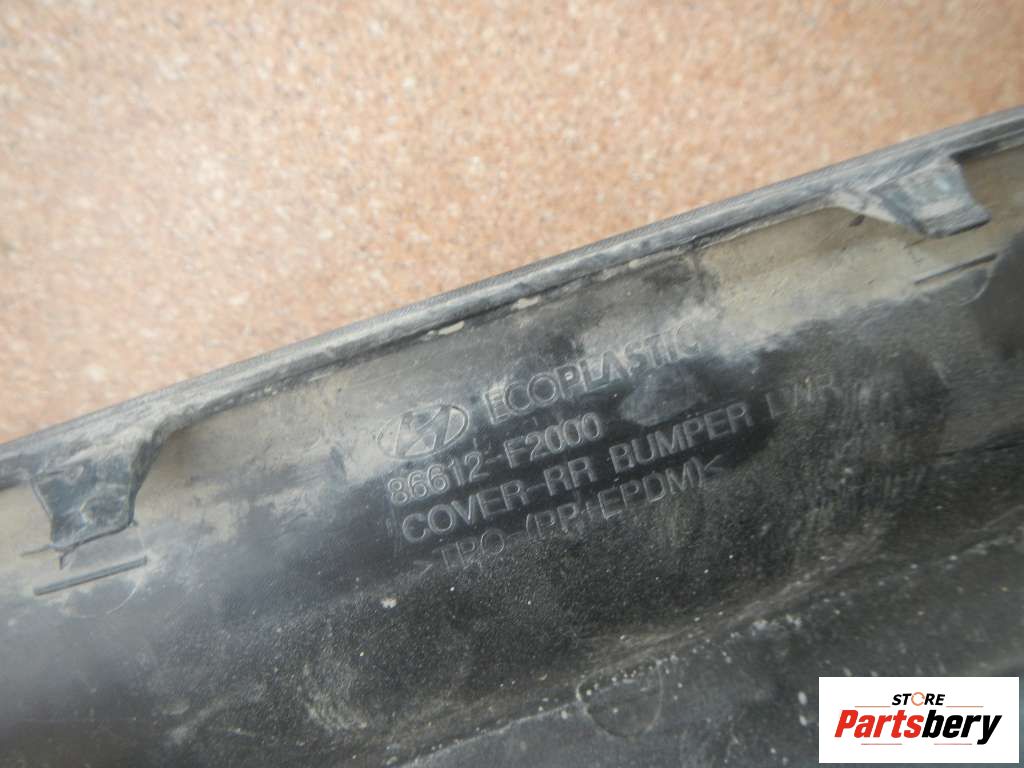 ECOPLASTIC
86612-F2000
COVER-RR BUMPER LWR
>TPO-(PP+EPDM)<
STORE
Partsbery